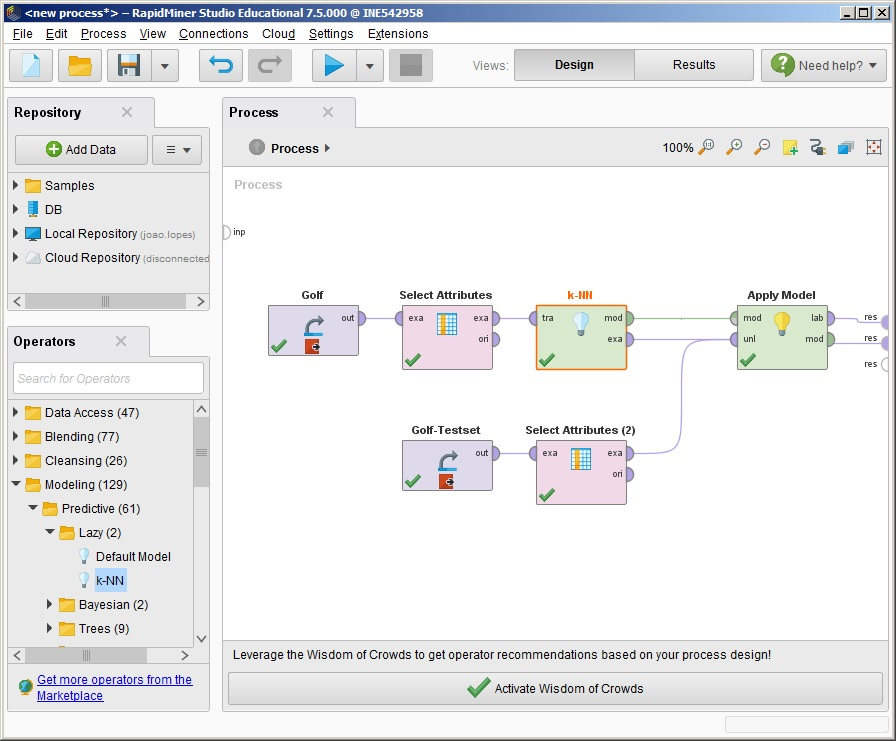 <new process*> – RapidMiner Studio Educational 7.5.000 @ INE542958
File Edit Process View Connections Cloud Settings Extensions
Views: Design Results Need help?
Repository
Add Data
Samples
DB
Local Repository (joao.lopes)
Cloud Repository (disconnected
Operators
Search for Operators
Data Access (47)
Blending (77)
Cleansing (26)
Modeling (129)
Predictive (61)
Lazy (2)
Default Model
k-NN
Bayesian (2)
Trees (9)
Get more operators from the
Marketplace
Process
Process 100%
Process
inp
Golf Select Attributes k-NN Apply Model
out exa exa tra mod mod lab res
ori exa unl mod res
res
Golf-Testset Select Attributes (2)
out exa exa
ori
Leverage the Wisdom of Crowds to get operator recommendations based on your process design!
Activate Wisdom of Crowds